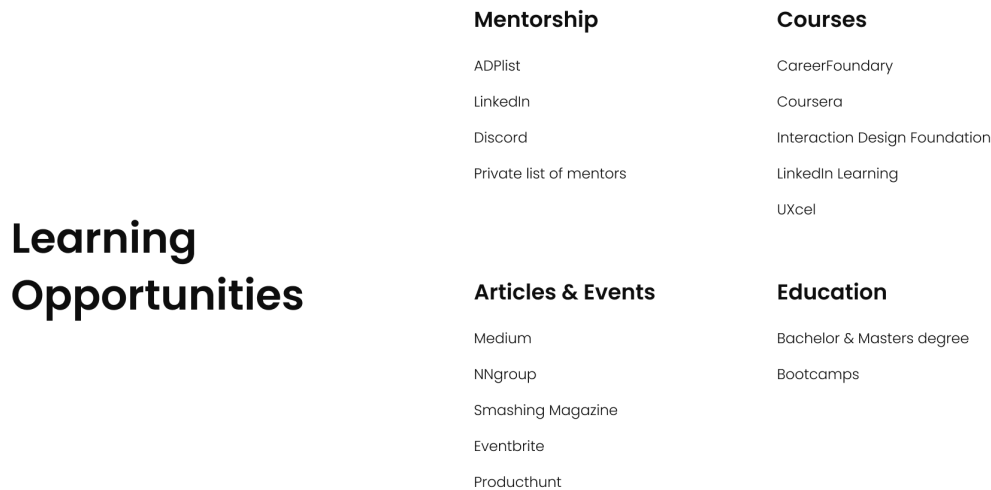 Learning
Opportunities
Mentorship
ADPlist
LinkedIn
Discord
Private list of mentors
Courses
CareerFoundary
Coursera
Interaction Design Foundation
LinkedIn Learning
UXcel
Articles & Events
Medium
NNgroup
Smashing Magazine
Eventbrite
Producthunt
Education
Bachelor & Masters degree
Bootcamps